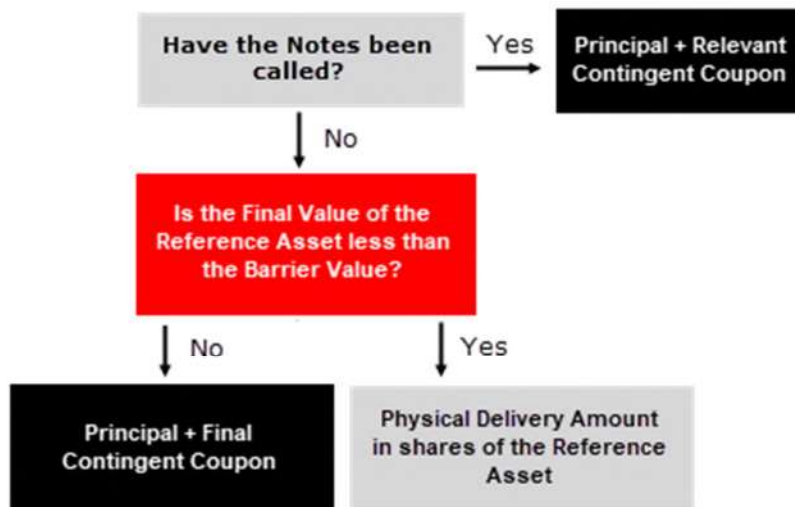 Have the Notes been
called?
Yes
Principal + Relevant
Contingent Coupon
No
Is the Final Value of the
Reference Asset less than
the Barrier Value?
No
Yes
Principal + Final
Contingent Coupon
Physical Delivery Amount
in shares of the Reference
Asset